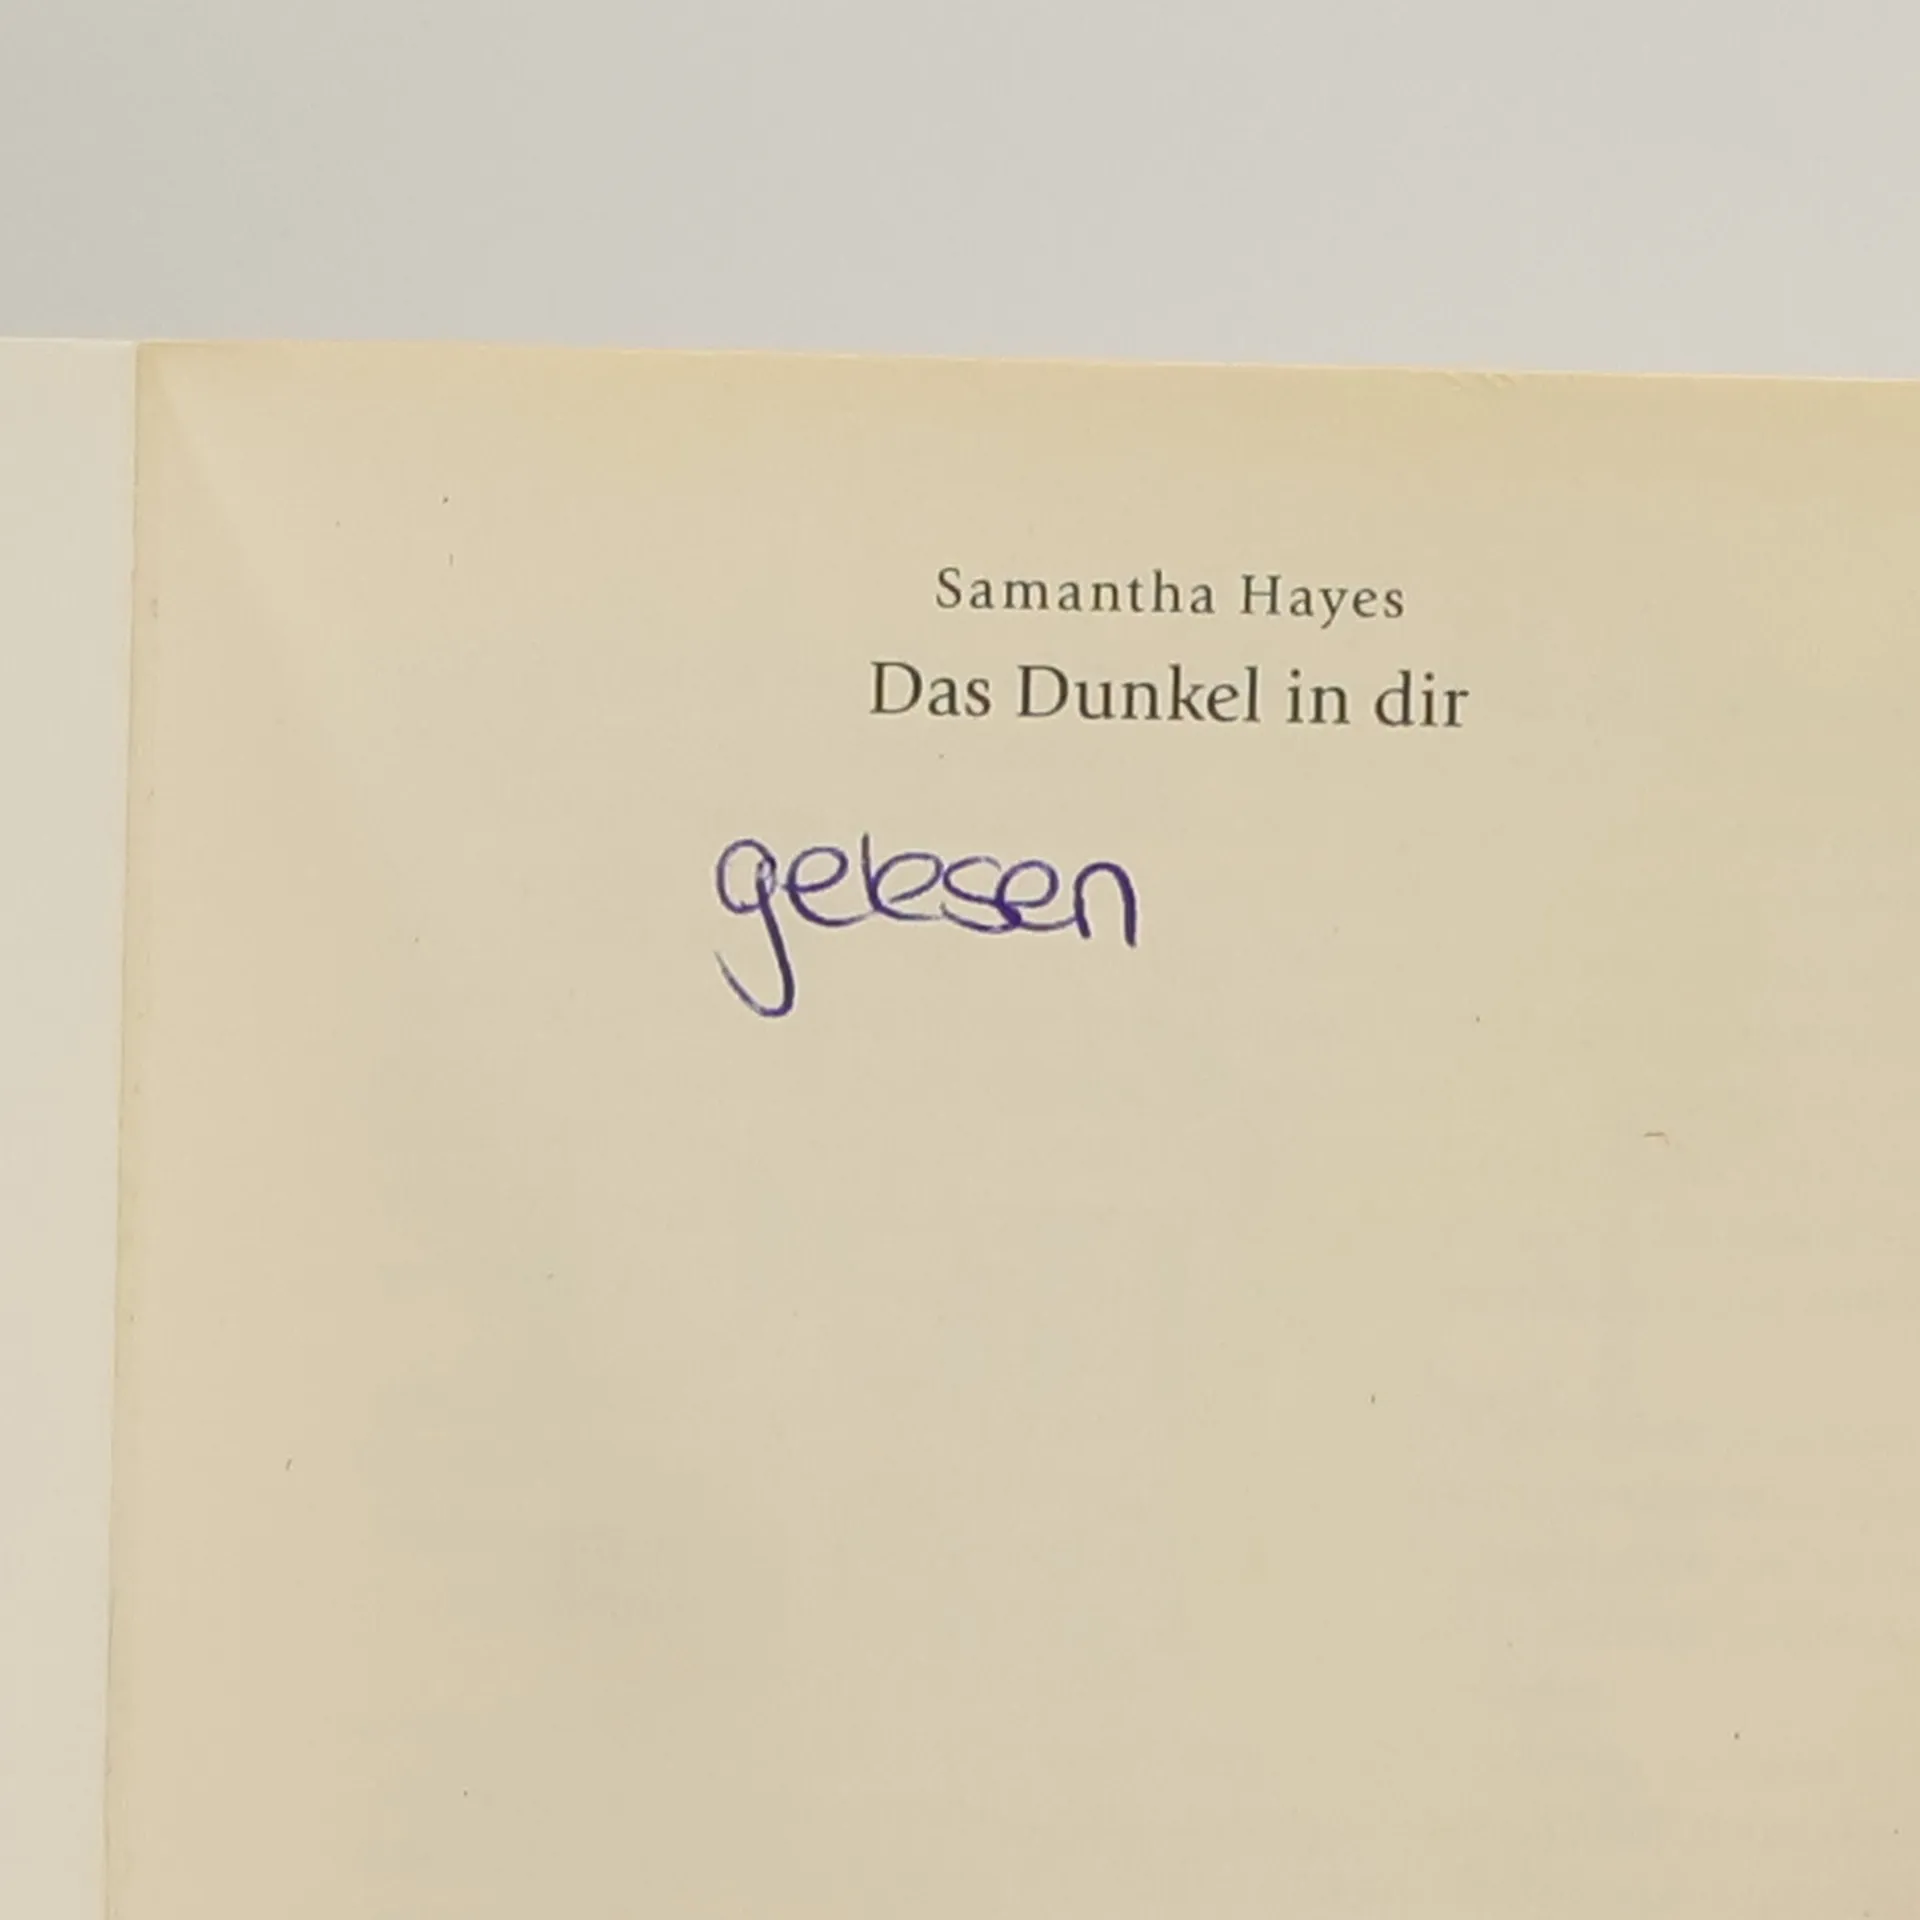 Samantha Hayes
Das Dunkel in dir
gelesen